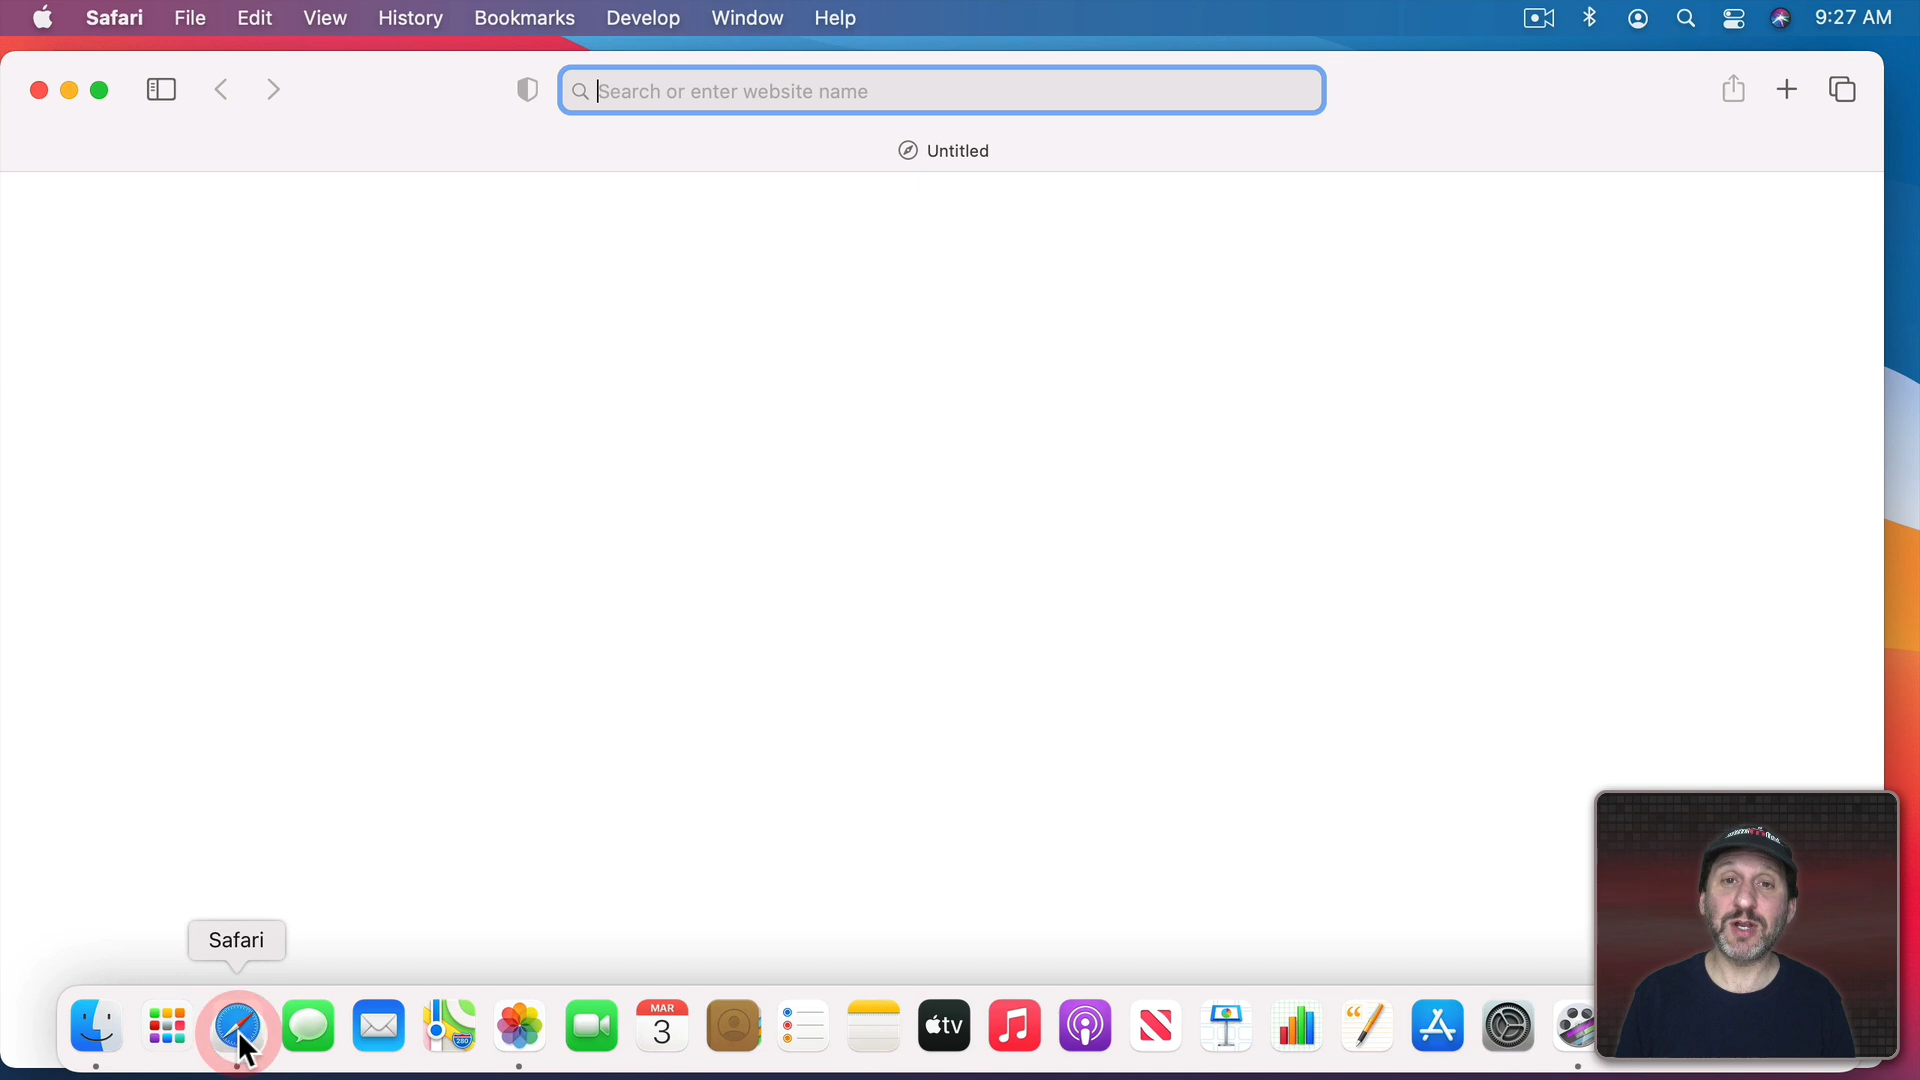 Safari File Edit View History Bookmarks Develop Window Help 9:27 AM
Search or enter website name
Untitled
Safari
MAR
3
280
tv